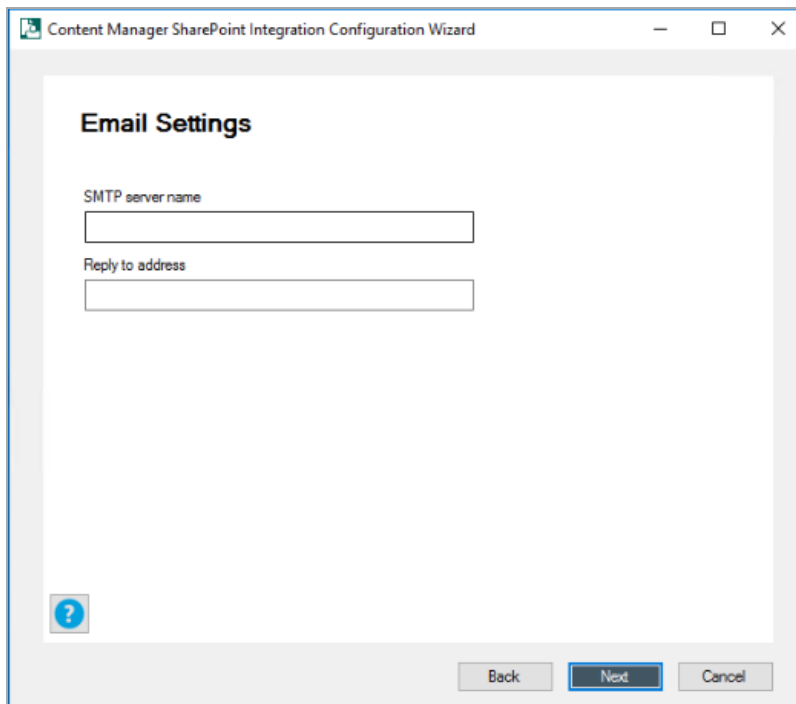 Content Manager SharePoint Integration Configuration Wizard
Email Settings
SMTP server name
Reply to address
?
Back Next Cancel